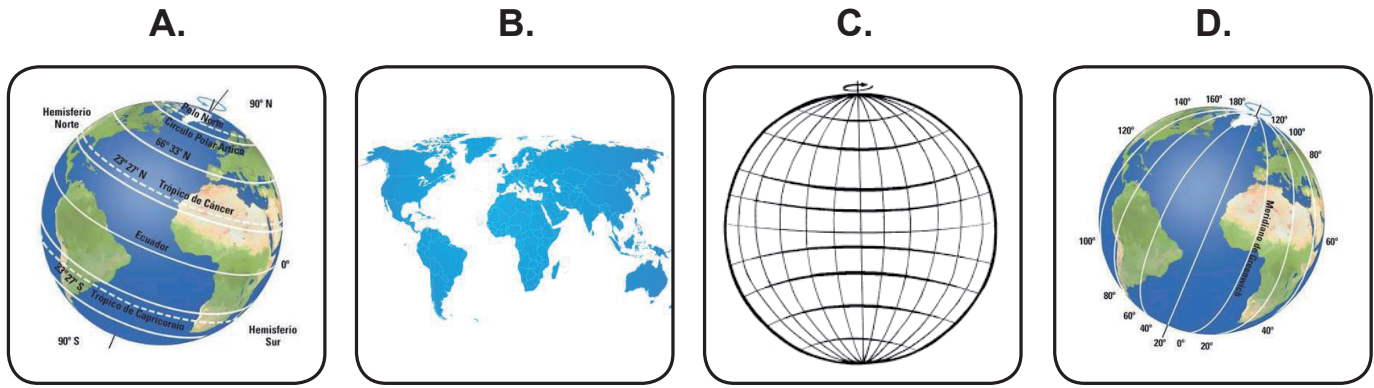 A.
B.
C.
D.
90° N
Hemisferio
Norte
Polo Norte
Círculo Polar Ártico
66° 33' N
23° 27' N
Trópico de Cáncer
Ecuador
0°
23° 27' S
Trópico de Capricornio
90° S
Hemisferio
Sur
140°
160°
180°
120°
120°
100°
80°
Meridiano de Greenwich
100°
60°
80°
60°
40°
20°
0°
20°
40°